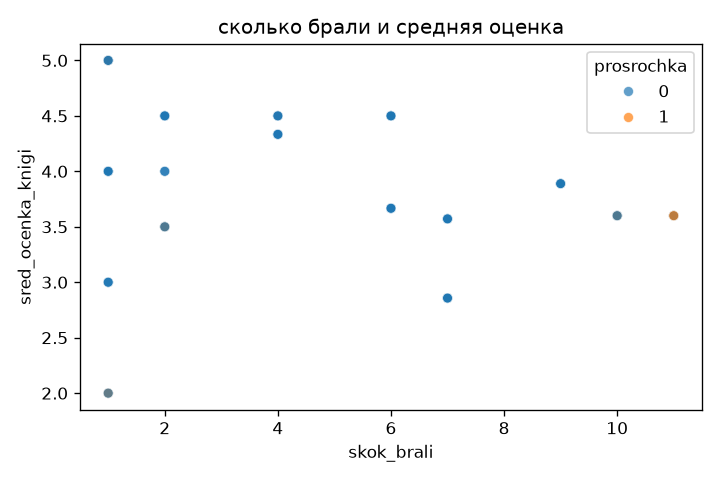 сколько брали и средняя оценка
prosrochka
0
1
5.0
4.5
4.0
3.5
3.0
2.5
2.0
sred_ocenka_knigi
2 4 6 8 10
skok_brali